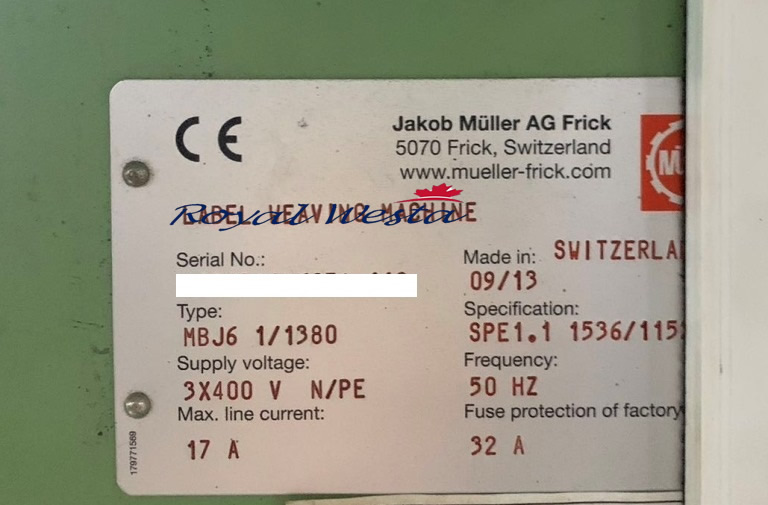 Jakob Müller AG Frick
5070 Frick, Switzerland
www.mueller-frick.com
LABEL WEAVING MACHINE
Royal Westa
Serial No.:
Made in: SWITZERLA
09/13
Type:
MBJ6 1/1380
Specification:
SPE1.1 1536/115
Supply voltage:
3X400 V N/PE
Frequency:
50 HZ
Max. line current:
17 A
Fuse protection of factory
32 A
179771569
CE
MÜ